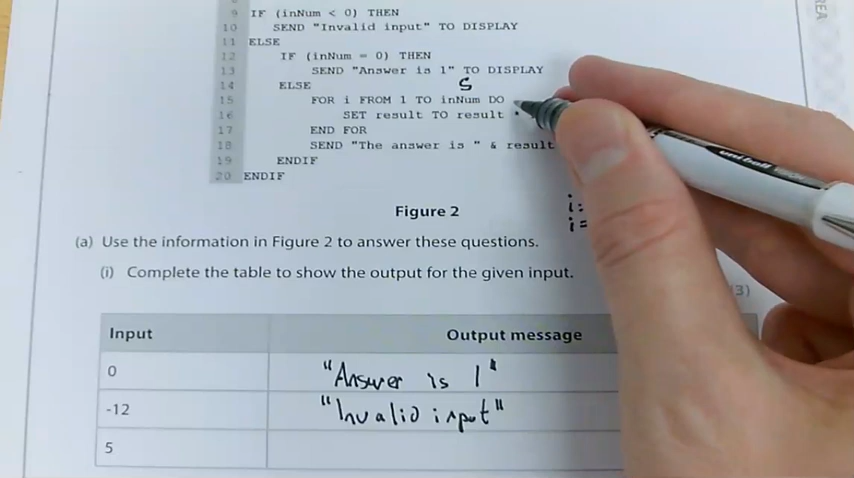 9 IF (inNum < 0) THEN
10 SEND "Invalid input" TO DISPLAY
11 ELSE
12 IF (inNum = 0) THEN
13 SEND "Answer is 1" TO DISPLAY
14 ELSE
5
15 FOR i FROM 1 TO inNum DO
16 SET result TO result
17 END FOR
18 SEND "The answer is " & result
19 ENDIF
20 ENDIF
Figure 2
i=
i=
(a) Use the information in Figure 2 to answer these questions.
(i) Complete the table to show the output for the given input.
3)
Input Output message
0 "Answer is 1"
-12 "Invalid input"
5
uni-ball